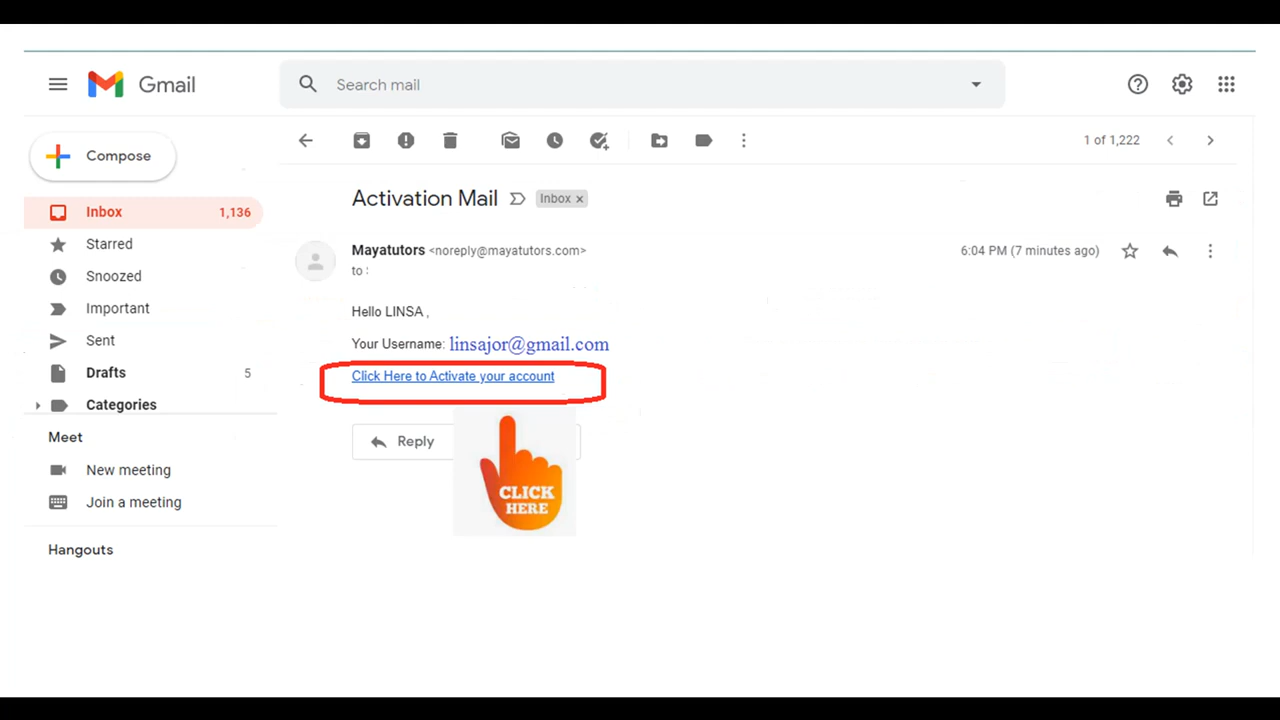 Gmail
Search mail
Compose
1 of 1,222
Activation Mail Inbox ×
Inbox 1,136
Starred
Snoozed
Important
Sent
Drafts 5
Categories
Meet
New meeting
Join a meeting
Hangouts
Mayatutors <noreply@mayatutors.com> 6:04 PM (7 minutes ago)
to :
Hello LINSA ,
Your Username: linsajor@gmail.com
Click Here to Activate your account
Reply
CLICK
HERE